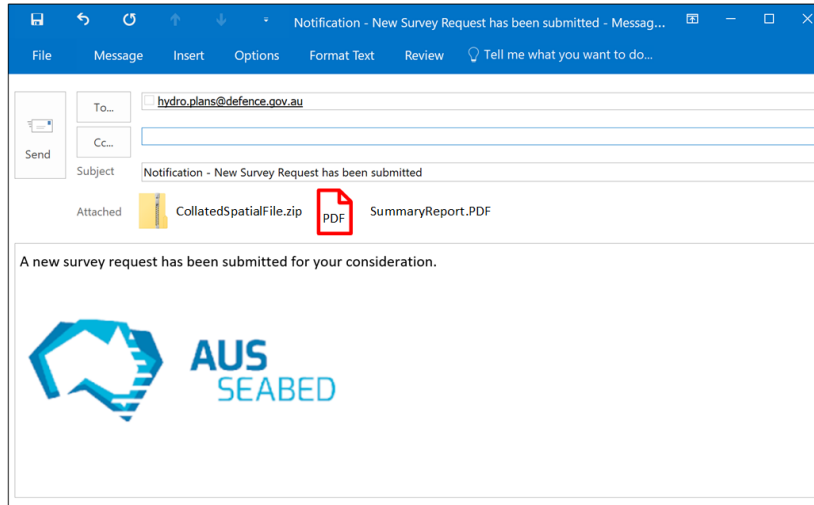 Notification - New Survey Request has been submitted - Messag...
File Message Insert Options Format Text Review Tell me what you want to do...
To... hydro.plans@defence.gov.au
Cc...
Send
Subject Notification - New Survey Request has been submitted
Attached CollatedSpatialFile.zip PDF SummaryReport.PDF
A new survey request has been submitted for your consideration.
AUS
SEABED